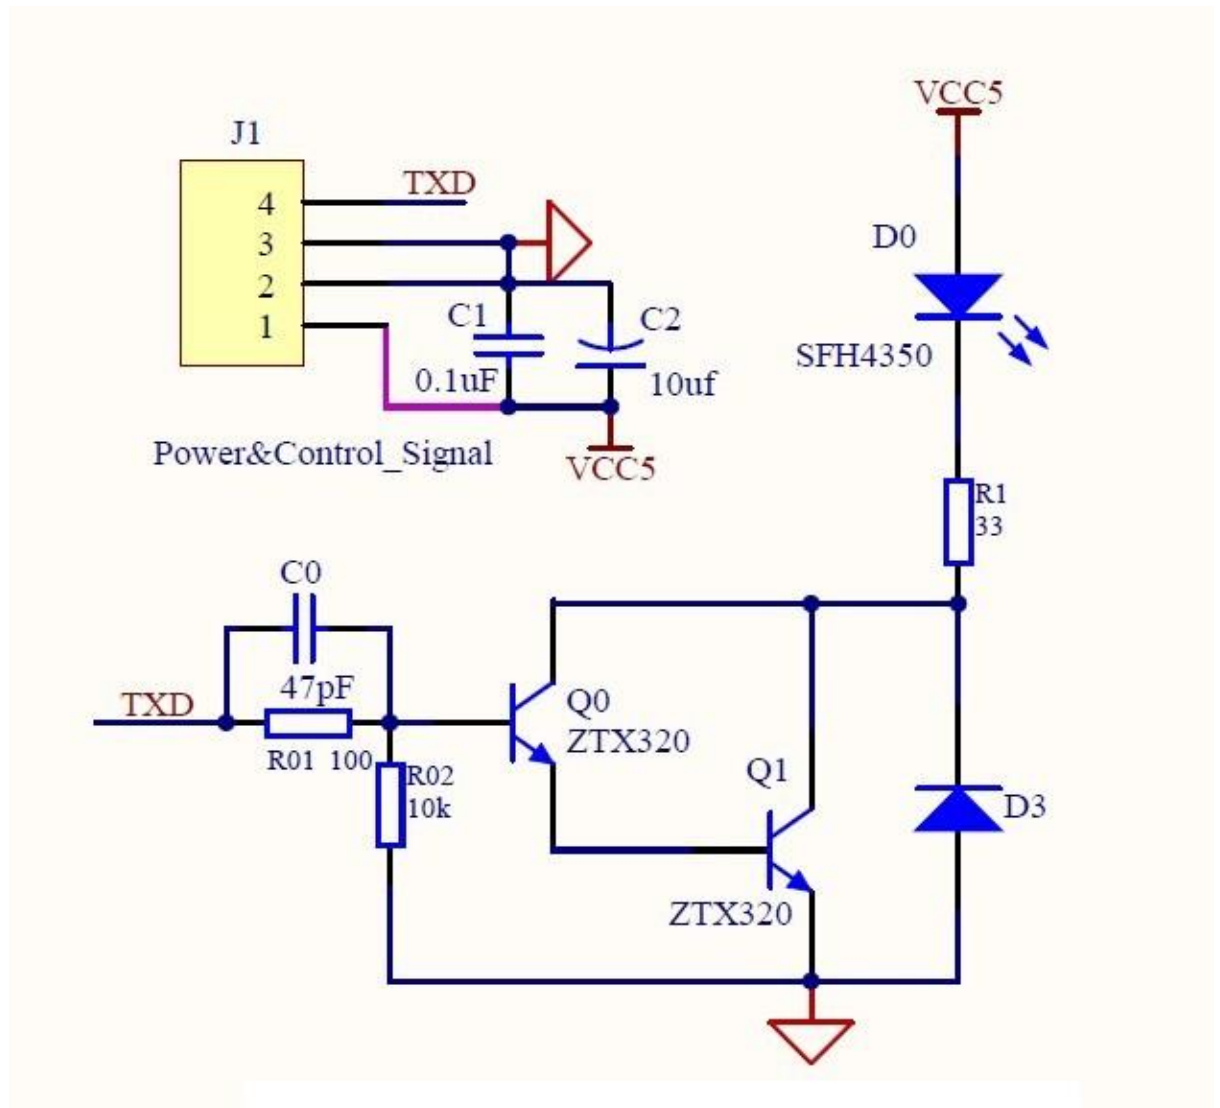 VCC5
J1
4
TXD
3
2
1
C1
0.1uF
C2
10uf
Power&Control_Signal
VCC5
D0
SFH4350
R1
33
C0
47pF
TXD
R01 100
R02
10k
Q0
ZTX320
Q1
ZTX320
D3